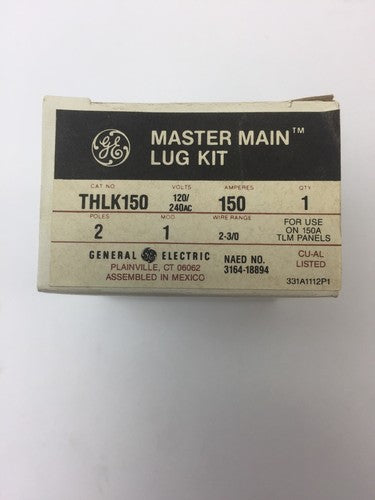 GE
MASTER MAIN™
LUG KIT
CAT NO. VOLTS AMPERES QTY
THLK150 120/240AC 150 1
POLES MOD. WIRE RANGE
2 1 2-3/0
FOR USE
ON 150A
TLM PANELS
GENERAL GE ELECTRIC
PLAINVILLE, CT 06062
ASSEMBLED IN MEXICO
NAED NO.
3164-18894
CU-AL
LISTED
331A1112P1